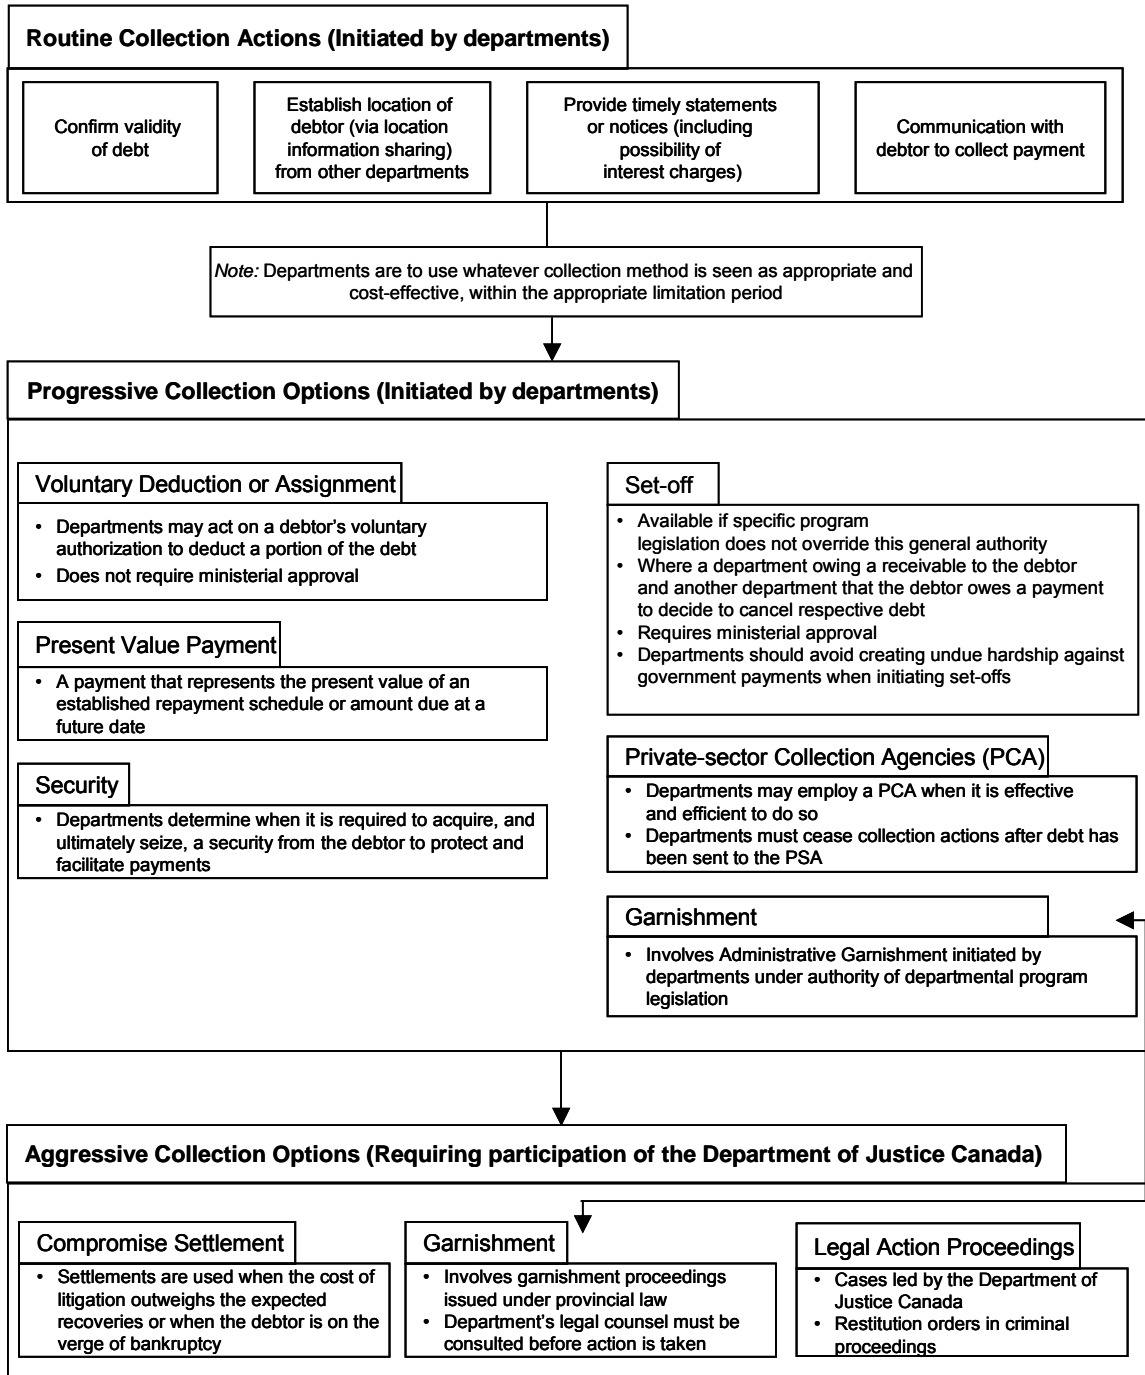 Routine Collection Actions (Initiated by departments)
Confirm validity
of debt
Establish location of
debtor (via location
information sharing)
from other departments
Provide timely statements
or notices (including
possibility of
interest charges)
Communication with
debtor to collect payment
Note: Departments are to use whatever collection method is seen as appropriate and
cost-effective, within the appropriate limitation period
Progressive Collection Options (Initiated by departments)
Voluntary Deduction or Assignment
• Departments may act on a debtor's voluntary
authorization to deduct a portion of the debt
• Does not require ministerial approval
Present Value Payment
• A payment that represents the present value of an
established repayment schedule or amount due at a
future date
Security
• Departments determine when it is required to acquire, and
ultimately seize, a security from the debtor to protect and
facilitate payments
Set-off
• Available if specific program
legislation does not override this general authority
• Where a department owing a receivable to the debtor
and another department that the debtor owes a payment
to decide to cancel respective debt
• Requires ministerial approval
• Departments should avoid creating undue hardship against
government payments when initiating set-offs
Private-sector Collection Agencies (PCA)
• Departments may employ a PCA when it is effective
and efficient to do so
• Departments must cease collection actions after debt has
been sent to the PSA
Garnishment
• Involves Administrative Garnishment initiated by
departments under authority of departmental program
legislation
Aggressive Collection Options (Requiring participation of the Department of Justice Canada)
Compromise Settlement
• Settlements are used when the cost of
litigation outweighs the expected
recoveries or when the debtor is on the
verge of bankruptcy
Garnishment
• Involves garnishment proceedings
issued under provincial law
• Department's legal counsel must be
consulted before action is taken
Legal Action Proceedings
• Cases led by the Department of
Justice Canada
• Restitution orders in criminal
proceedings